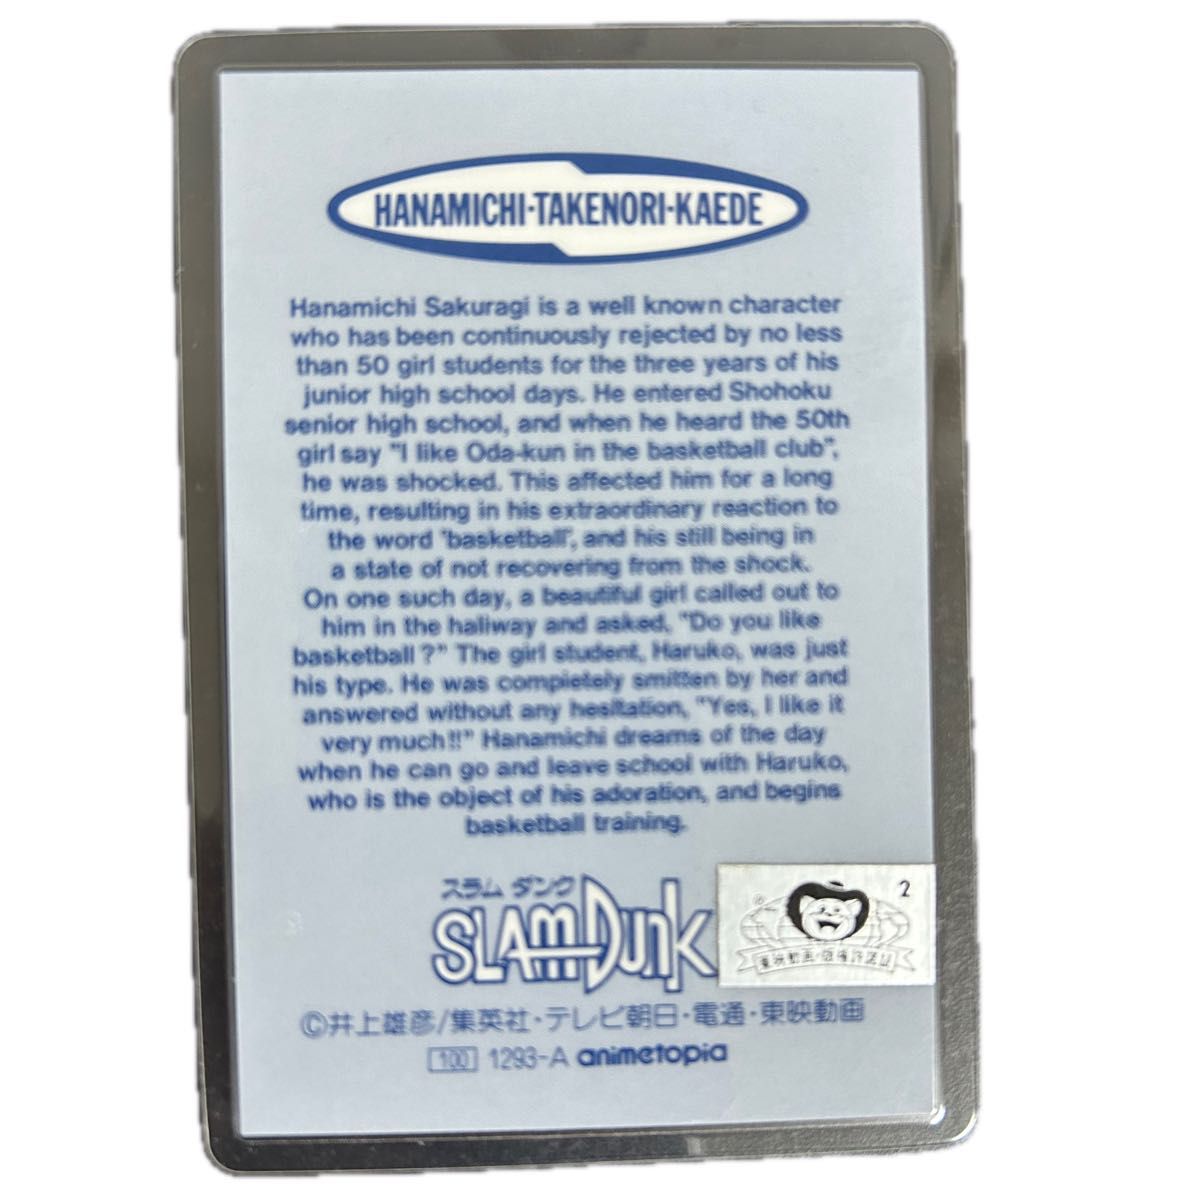 HANAMICHI-TAKENORI-KAEDE
Hanamichi Sakuragi is a well known character
who has been continuously rejected by no less
than 50 girl students for the three years of his
junior high school days. He entered Shohoku
senior high school, and when he heard the 50th
girl say "I like Oda-kun in the basketball club",
he was shocked. This affected him for a long
time, resulting in his extraordinary reaction to
the word "basketball", and his still being in
a state of not recovering from the shock.
On one such day, a beautiful girl called out to
him in the hallway and asked, "Do you like
basketball?" The girl student, Haruko, was just
his type. He was completely smitten by her and
answered without any hesitation, "Yes, I like it
very much!!" Hanamichi dreams of the day
when he can go and leave school with Haruko,
who is the object of his adoration, and begins
basketball training.
スラム ダンク
SLAM DUNK
2
東映動画・版権許諾証
©井上雄彦/集英社・テレビ朝日・電通・東映動画
100 1293-A animetopia